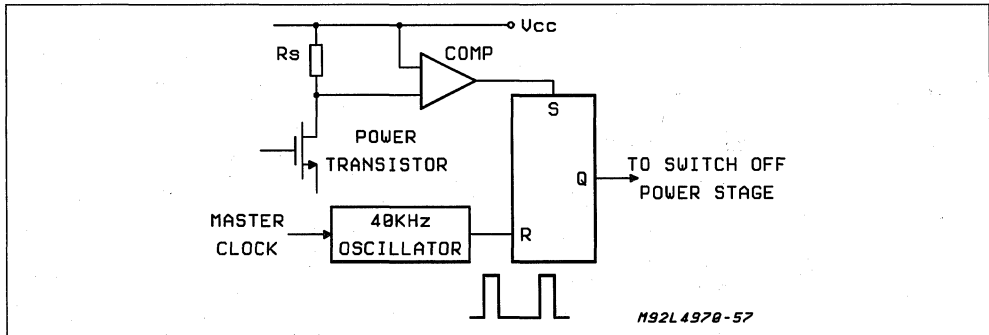 Vcc
Rs
COMP
S
POWER
TRANSISTOR
TO SWITCH OFF
Q
POWER STAGE
MASTER
CLOCK
40KHz
OSCILLATOR
R
M92L4970-57